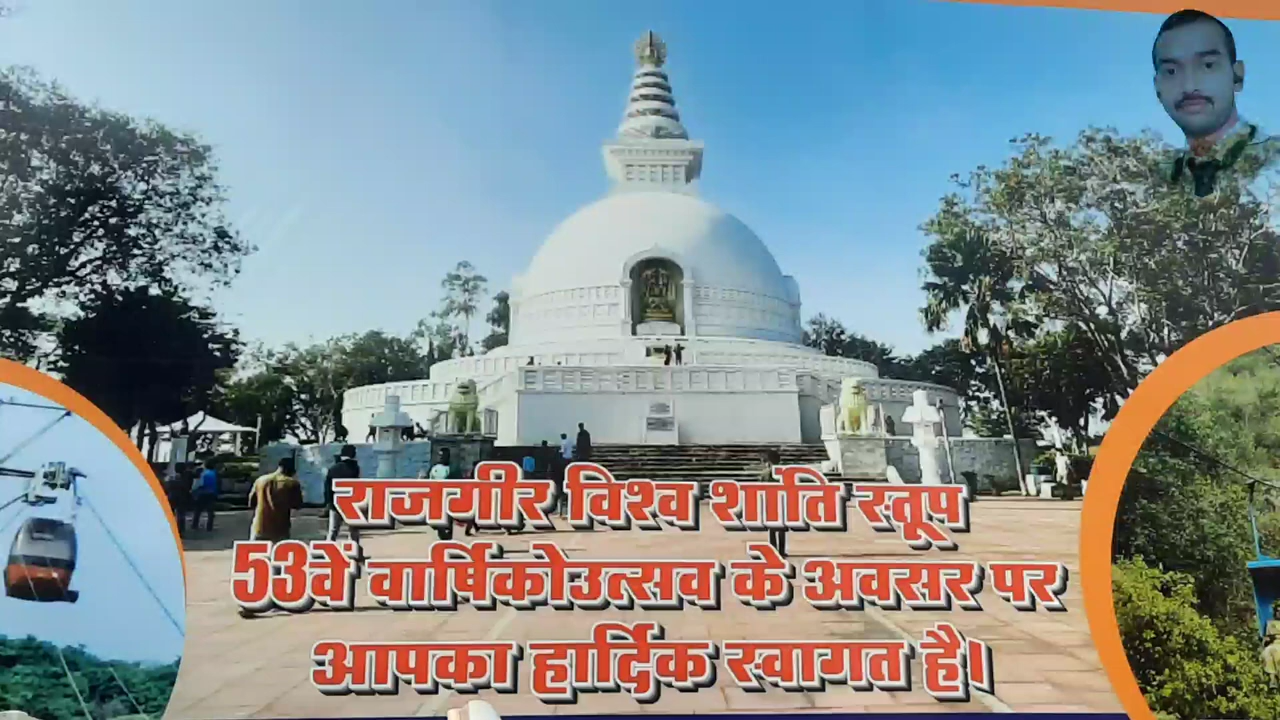 राजगीर विश्व शांति स्तूप
53वें वार्षिकोउत्सव के अवसर पर
आपका हार्दिक स्वागत है।